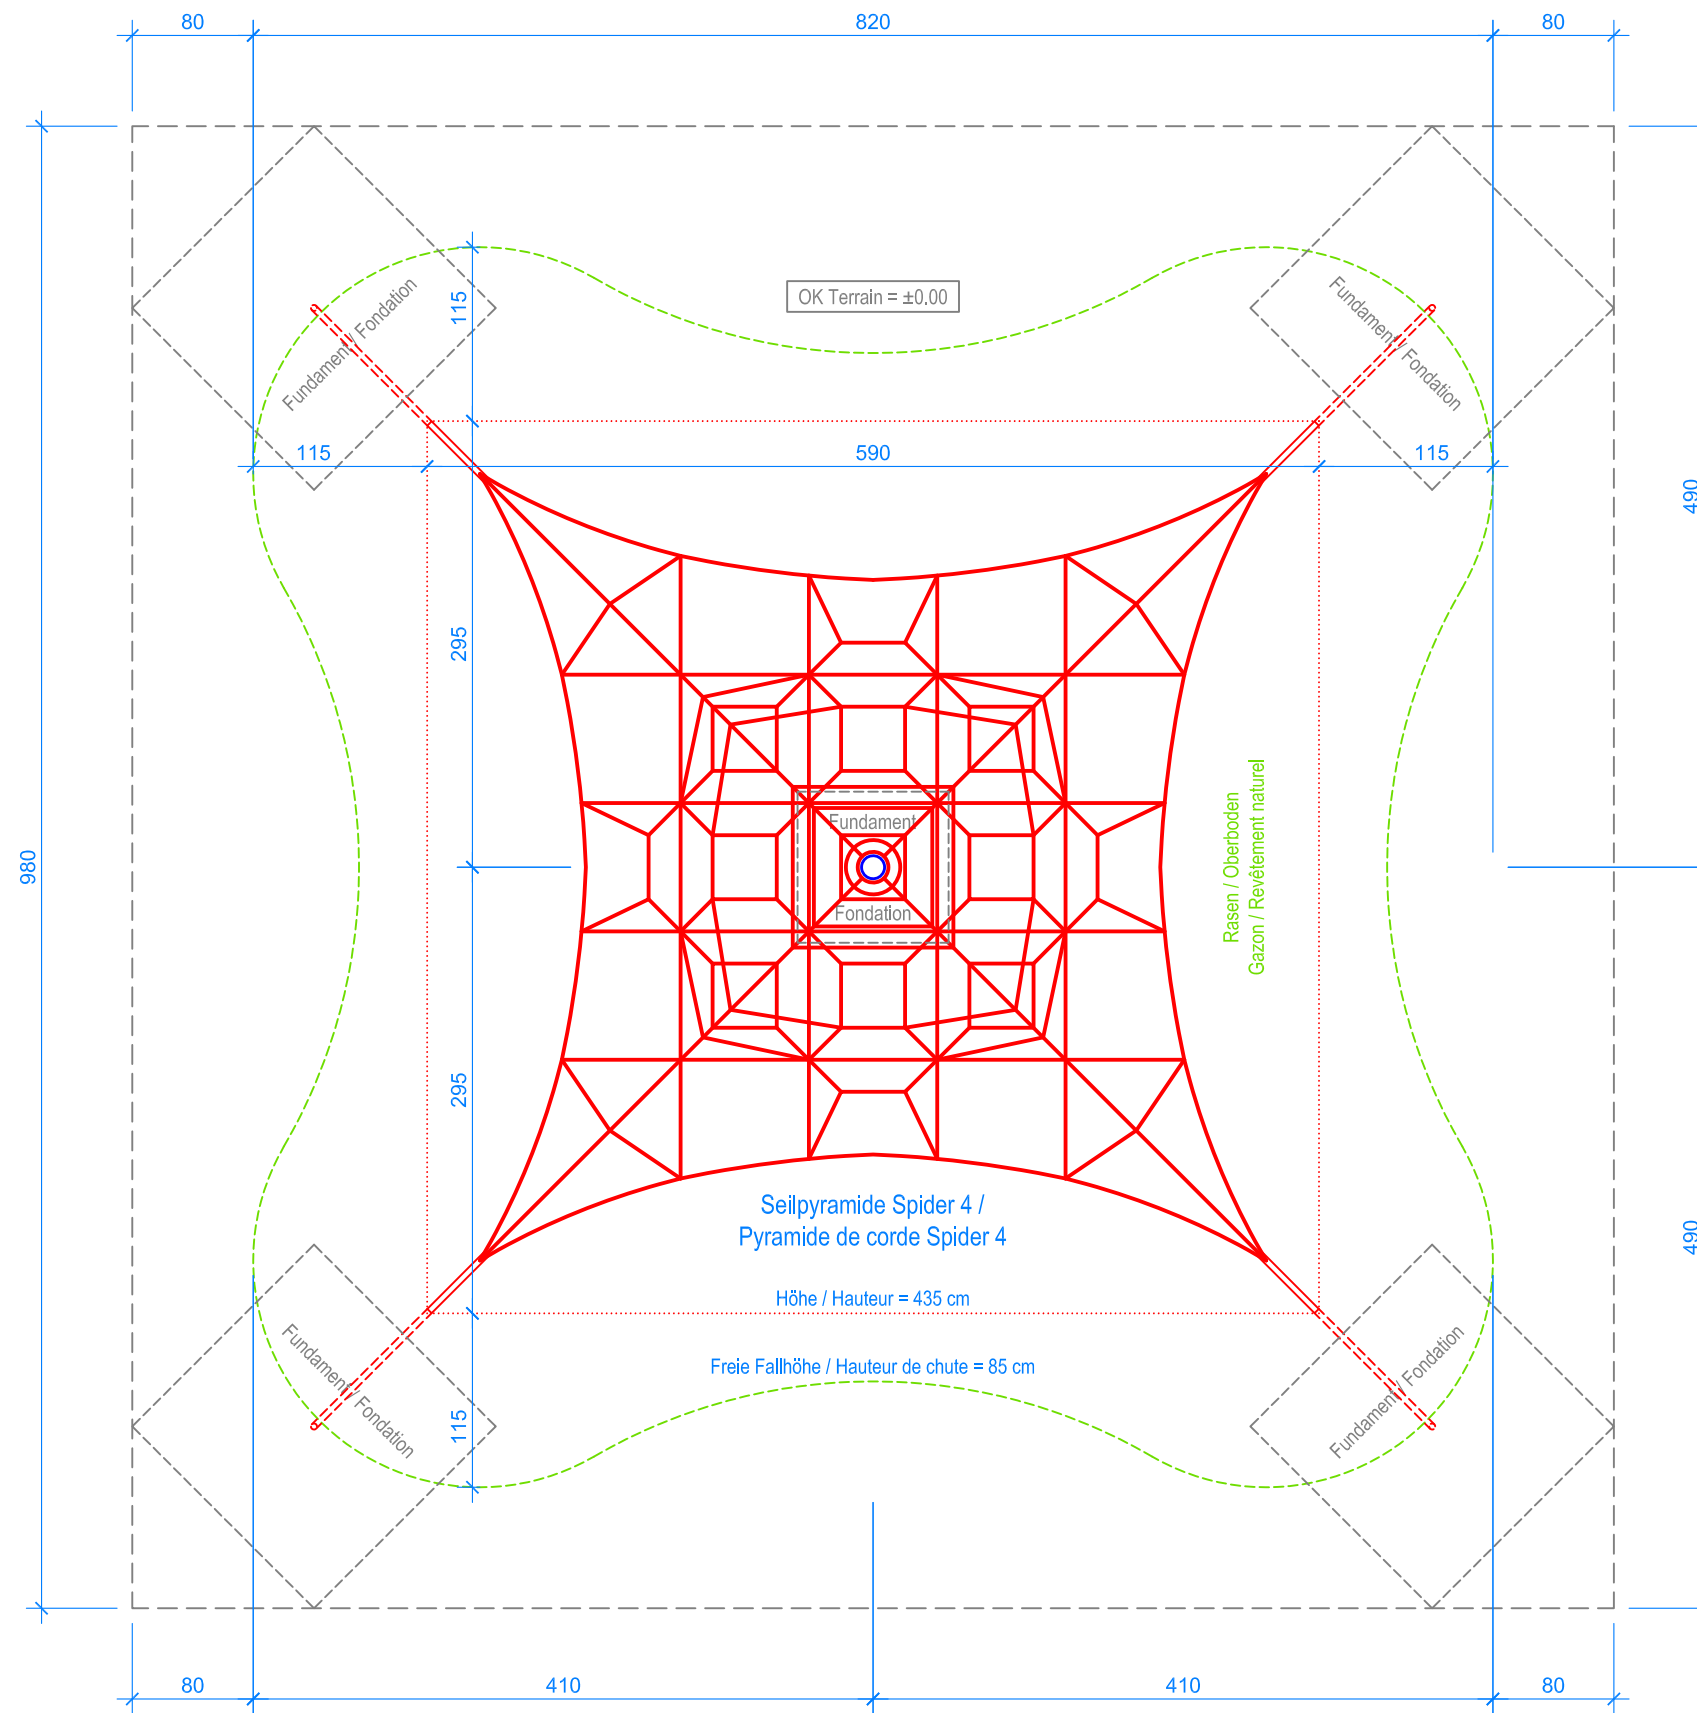 80
820
80
Fundament / Fondation
115
OK Terrain = ±0.00
Fundament / Fondation
115
590
115
490
295
Rasen / Oberboden
Gazon / Revêtement naturel
Fundament
Fondation
980
295
Seilpyramide Spider 4 /
Pyramide de corde Spider 4
490
Höhe / Hauteur = 435 cm
Freie Fallhöhe / Hauteur de chute = 85 cm
Fundament / Fondation
115
Fundament / Fondation
80
410
410
80